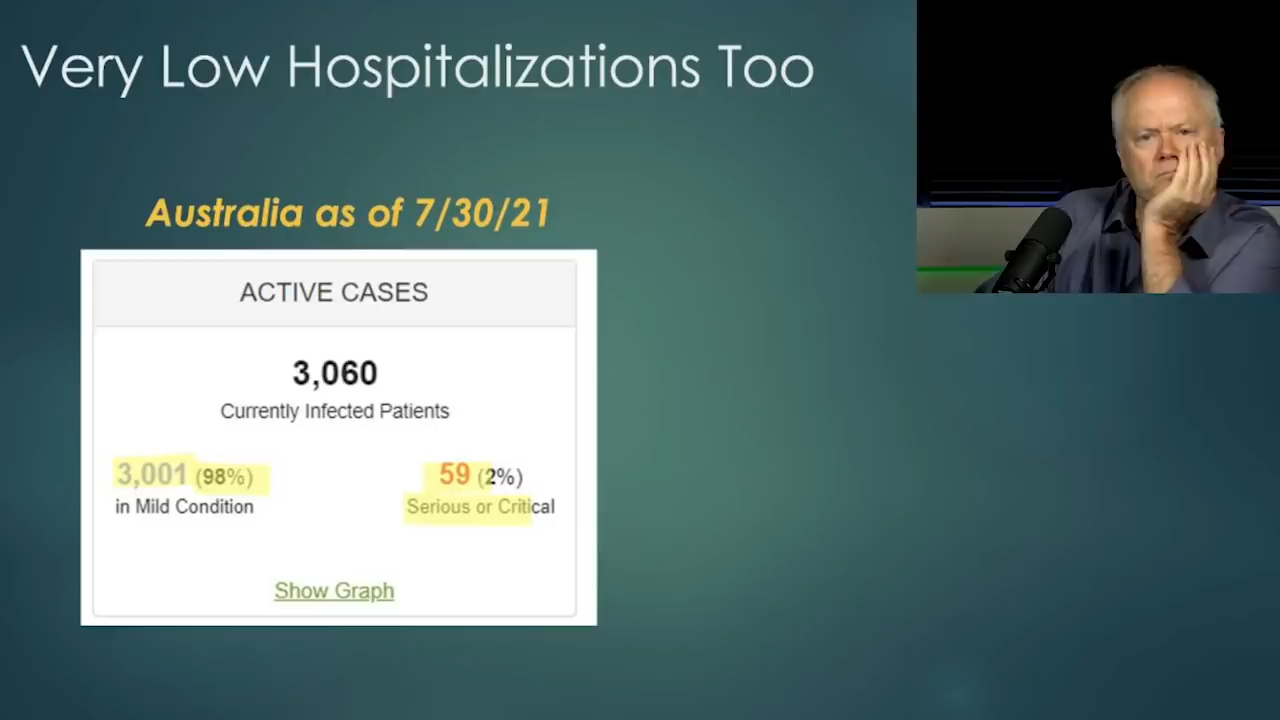 Very Low Hospitalizations Too
Australia as of 7/30/21
ACTIVE CASES
3,060
Currently Infected Patients
3,001 (98%)
in Mild Condition
59 (2%)
Serious or Critical
Show Graph